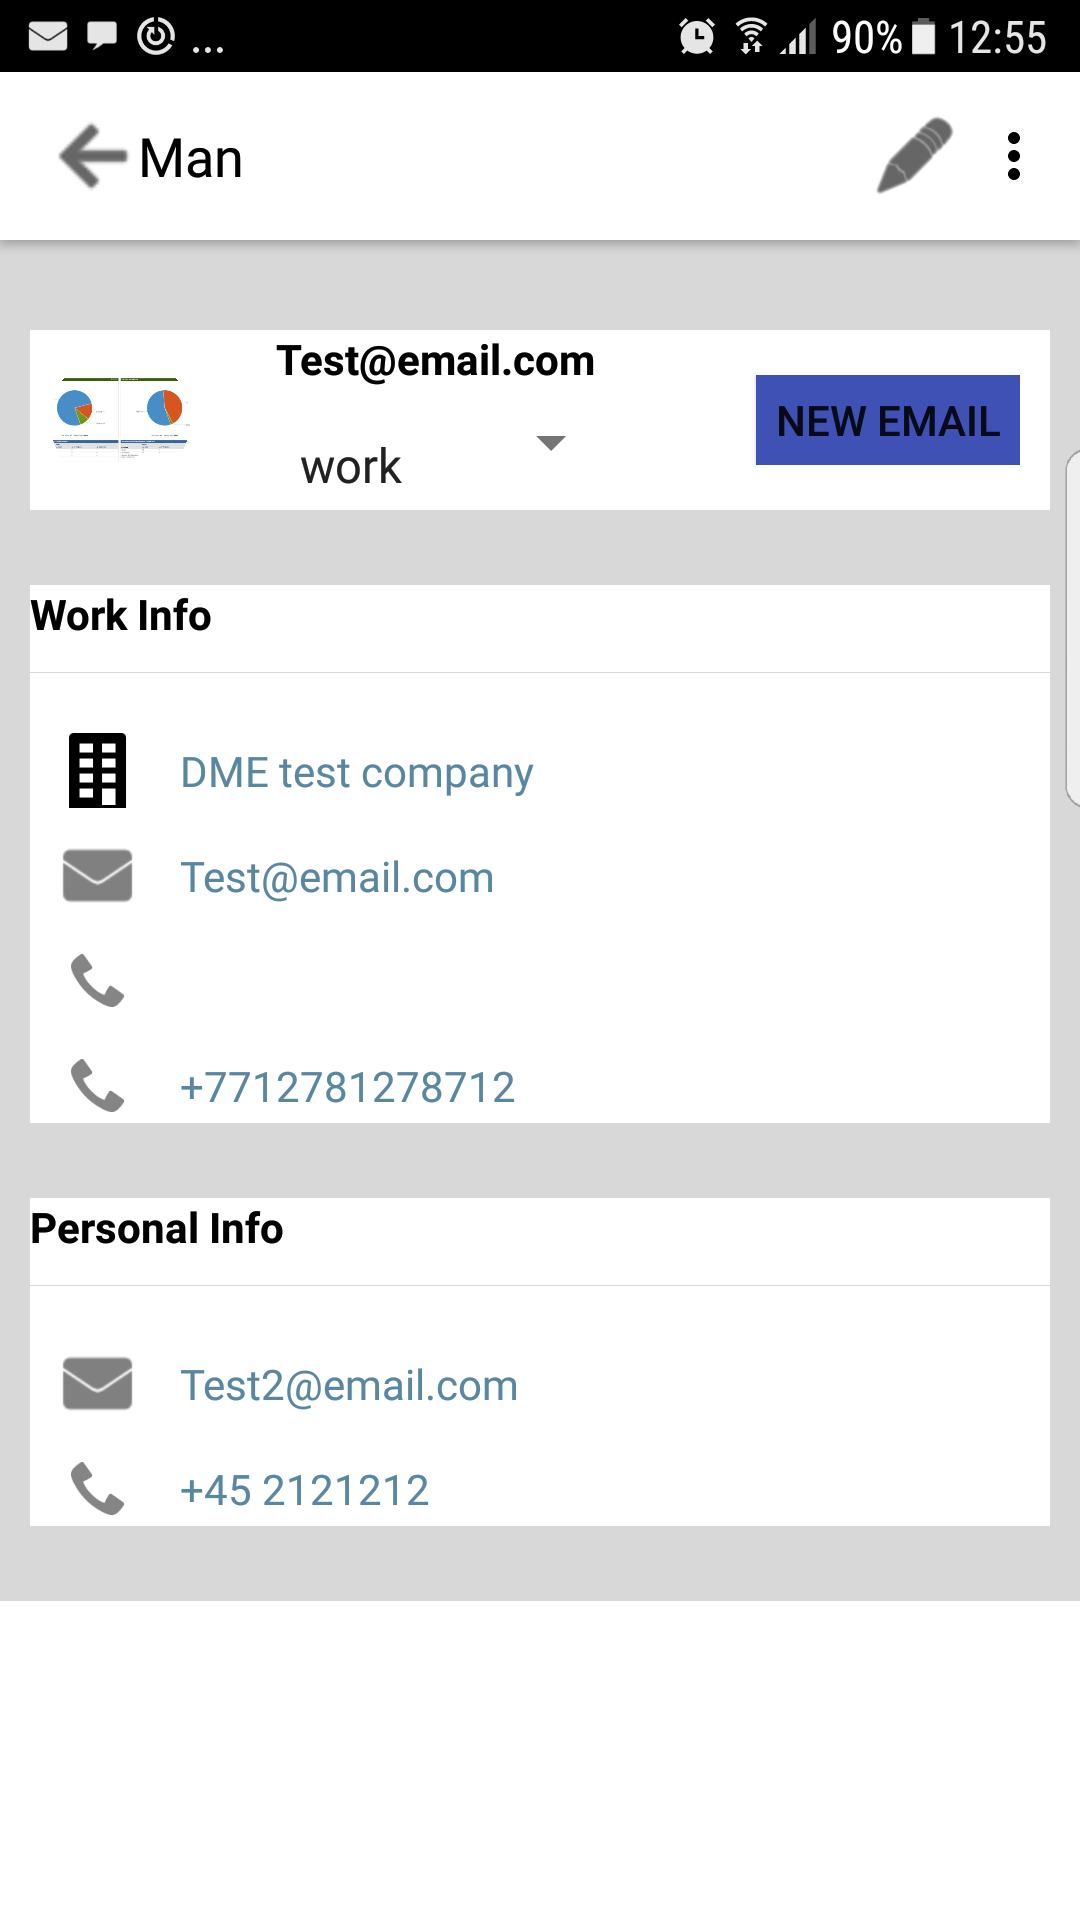 ... 90% 12:55
Man
Test@email.com
work
NEW EMAIL
Work Info
DME test company
Test@email.com
+7712781278712
Personal Info
Test2@email.com
+45 2121212